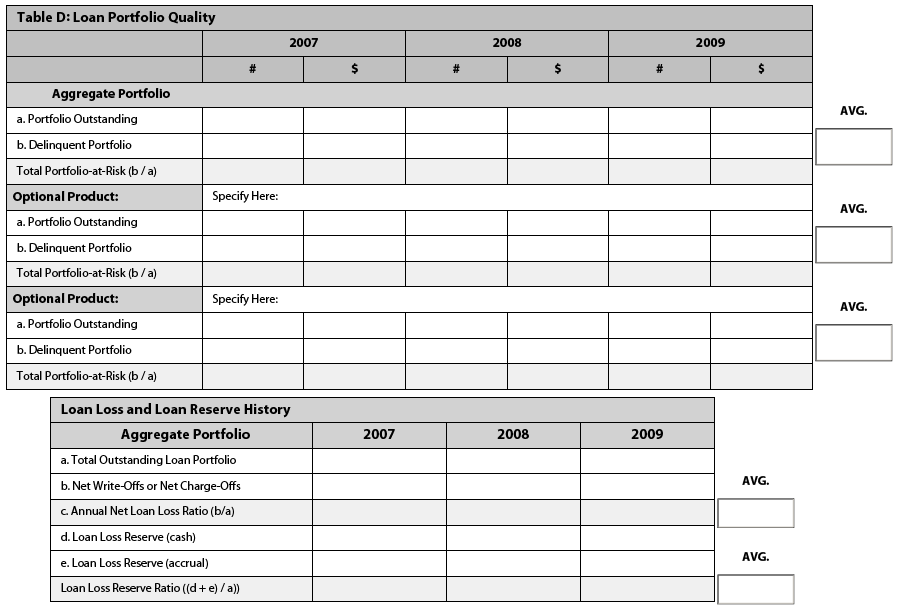 Table D: Loan Portfolio Quality
2007 2008 2009
# $ # $ # $
Aggregate Portfolio
AVG.
a. Portfolio Outstanding
b. Delinquent Portfolio
Total Portfolio-at-Risk (b / a)
Optional Product: Specify Here:
AVG.
a. Portfolio Outstanding
b. Delinquent Portfolio
Total Portfolio-at-Risk (b / a)
Optional Product: Specify Here:
AVG.
a. Portfolio Outstanding
b. Delinquent Portfolio
Total Portfolio-at-Risk (b / a)
Loan Loss and Loan Reserve History
Aggregate Portfolio 2007 2008 2009
a. Total Outstanding Loan Portfolio
b. Net Write-Offs or Net Charge-Offs
AVG.
c. Annual Net Loan Loss Ratio (b/a)
d. Loan Loss Reserve (cash)
e. Loan Loss Reserve (accrual)
AVG.
Loan Loss Reserve Ratio ((d + e) / a))